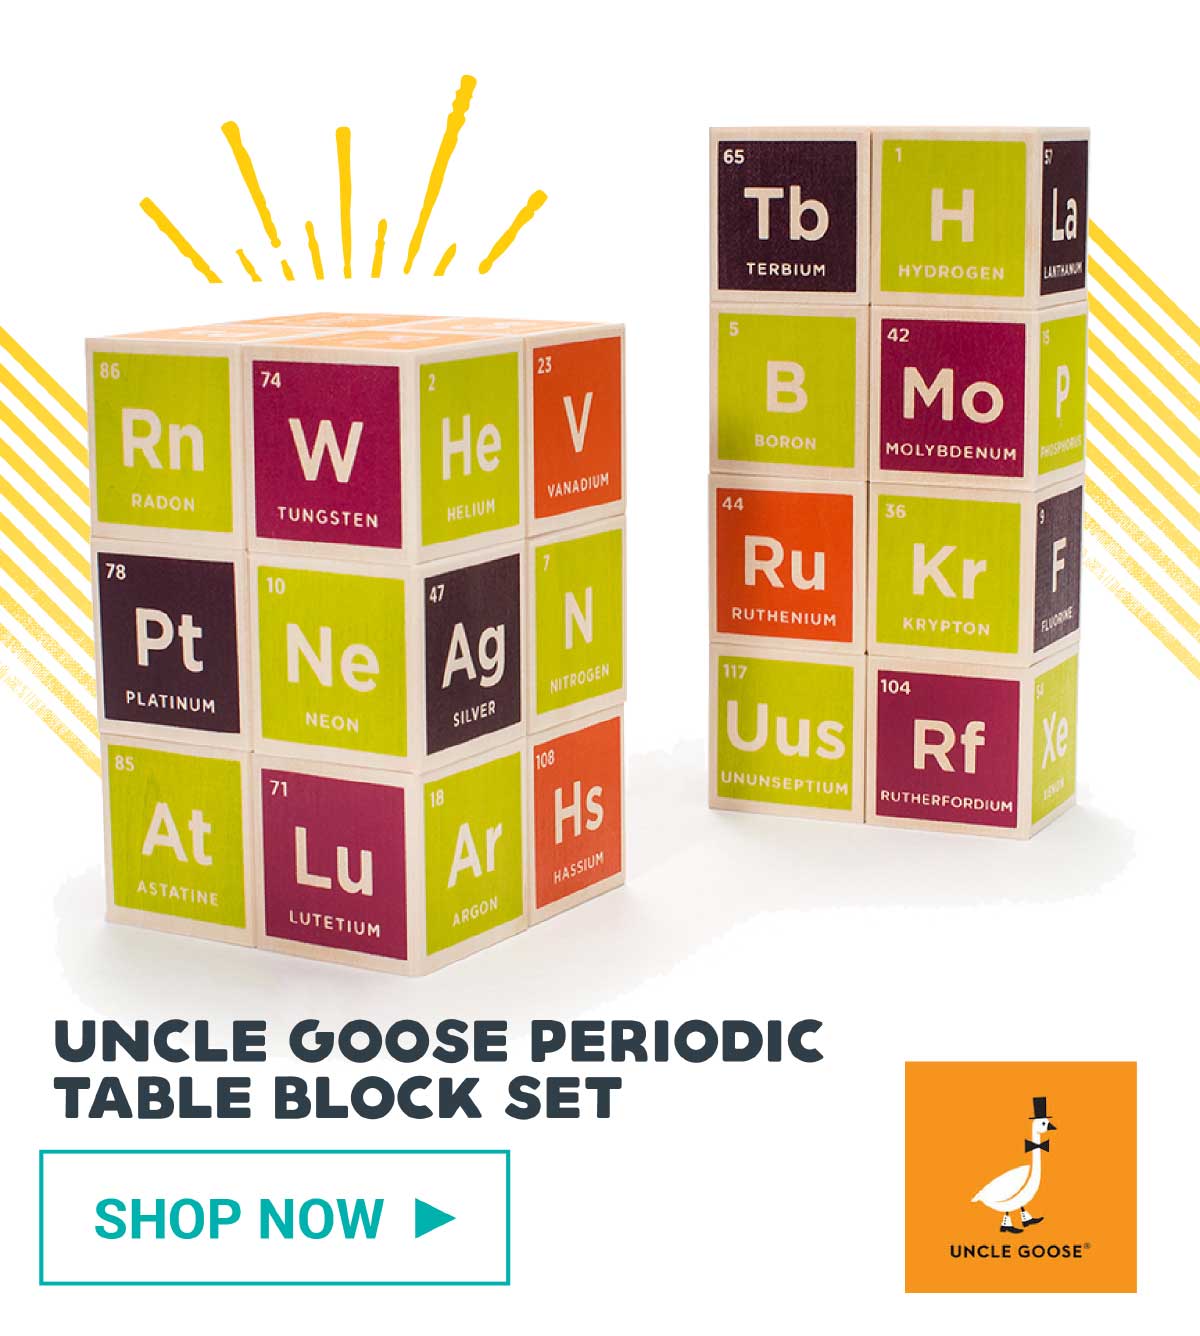 65
Tb
TERBIUM
1
H
HYDROGEN
57
La
LANTHANUM
5
B
BORON
42
Mo
MOLYBDENUM
15
P
PHOSPHORUS
44
Ru
RUTHENIUM
36
Kr
KRYPTON
9
F
FLUORINE
117
Uus
UNUNSEPTIUM
104
Rf
RUTHERFORDIUM
54
Xe
XENON
86
Rn
RADON
74
W
TUNGSTEN
2
He
HELIUM
23
V
VANADIUM
78
Pt
PLATINUM
10
Ne
NEON
47
Ag
SILVER
7
N
NITROGEN
85
At
ASTATINE
71
Lu
LUTETIUM
18
Ar
ARGON
108
Hs
HASSIUM
UNCLE GOOSE PERIODIC
TABLE BLOCK SET
SHOP NOW ►
UNCLE GOOSE®